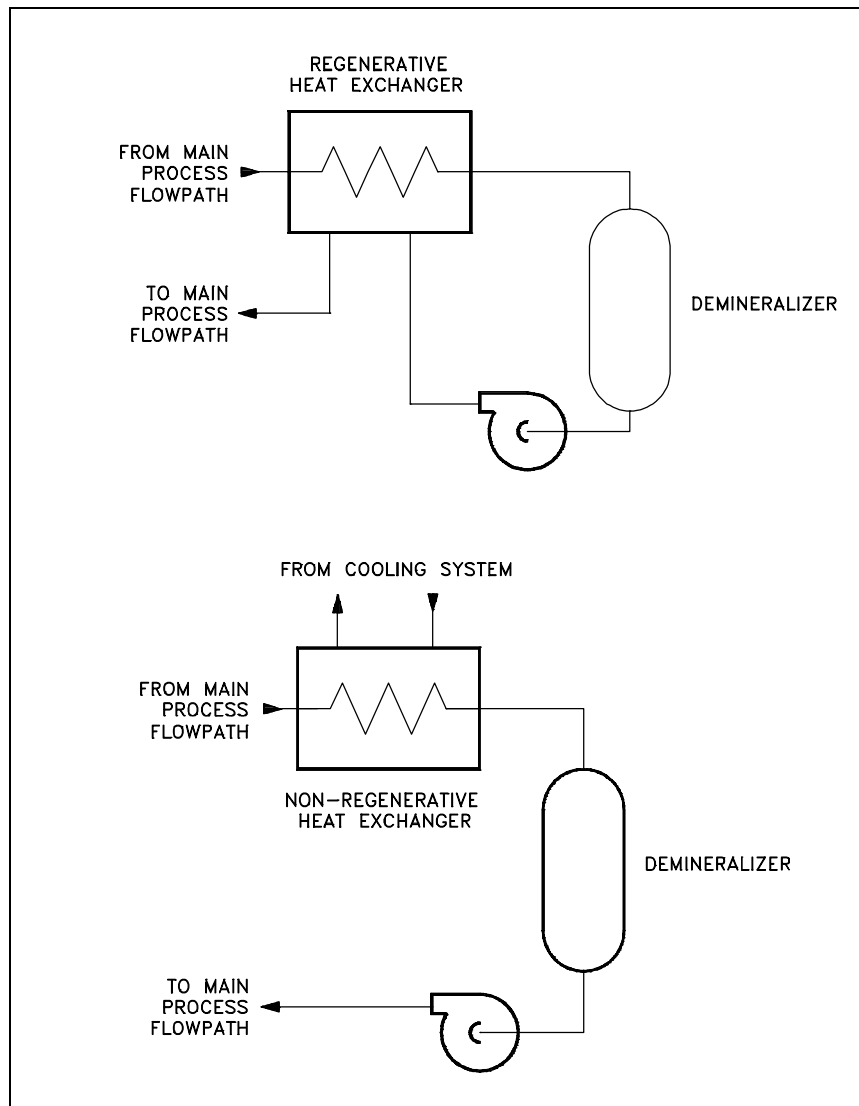 REGENERATIVE
HEAT EXCHANGER
FROM MAIN
PROCESS
FLOWPATH
TO MAIN
PROCESS
FLOWPATH
DEMINERALIZER
FROM COOLING SYSTEM
FROM MAIN
PROCESS
FLOWPATH
NON-REGENERATIVE
HEAT EXCHANGER
DEMINERALIZER
TO MAIN
PROCESS
FLOWPATH